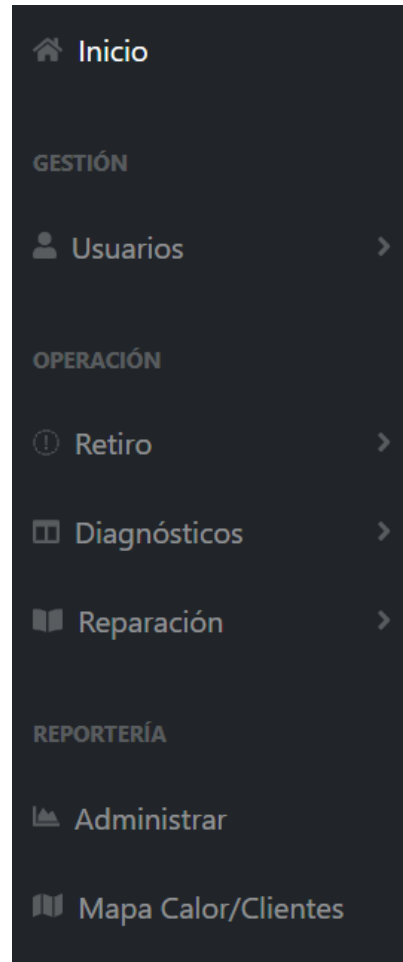 Inicio
GESTIÓN
Usuarios
OPERACIÓN
Retiro
Diagnósticos
Reparación
REPORTERÍA
Administrar
Mapa Calor/Clientes